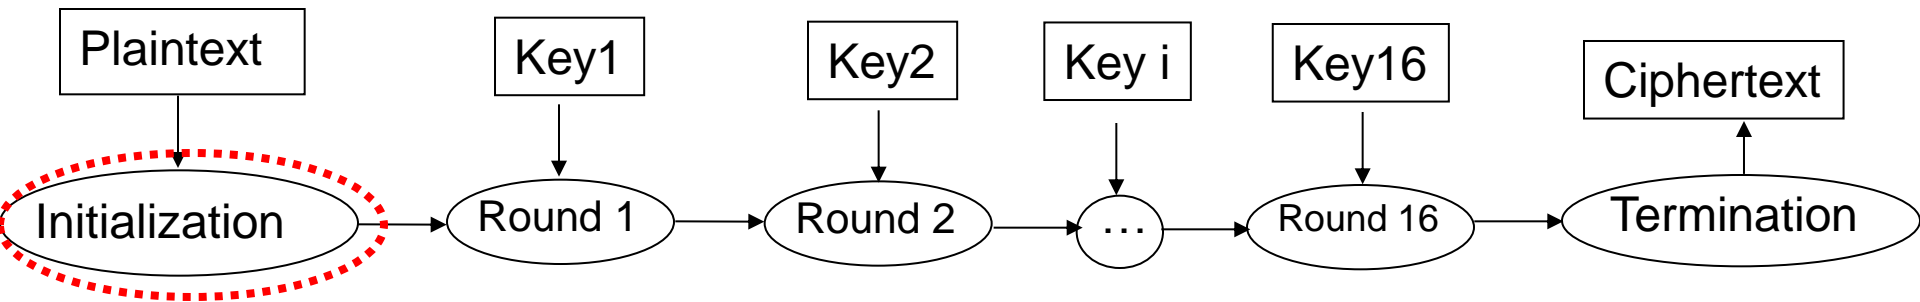 Plaintext
Key1
Key2
Key i
Key16
Ciphertext
Initialization
Round 1
Round 2
...
Round 16
Termination